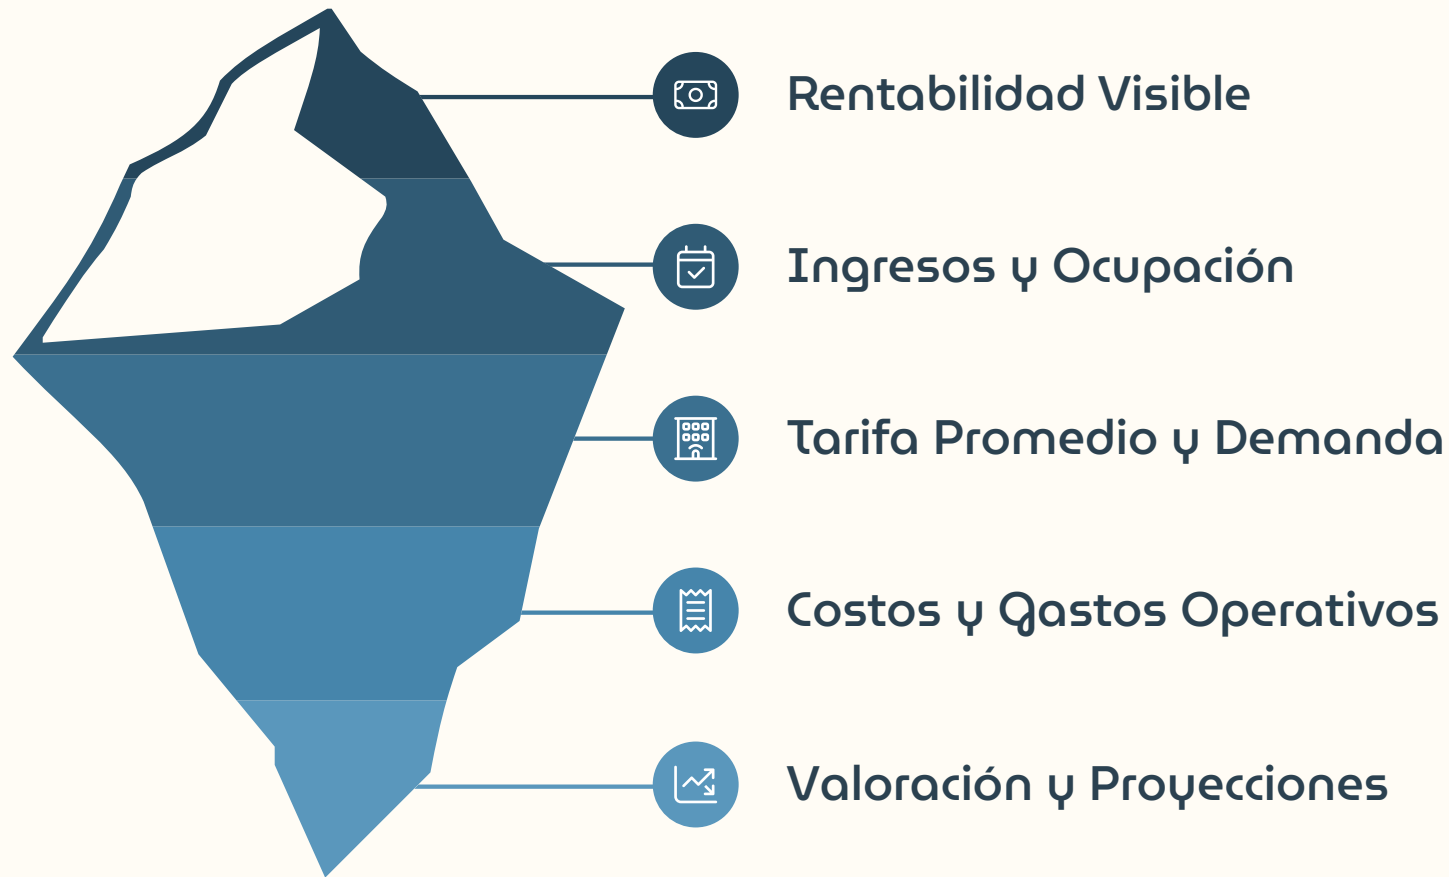 Rentabilidad Visible
Ingresos y Ocupación
Tarifa Promedio y Demanda
Costos y Gastos Operativos
Valoración y Proyecciones